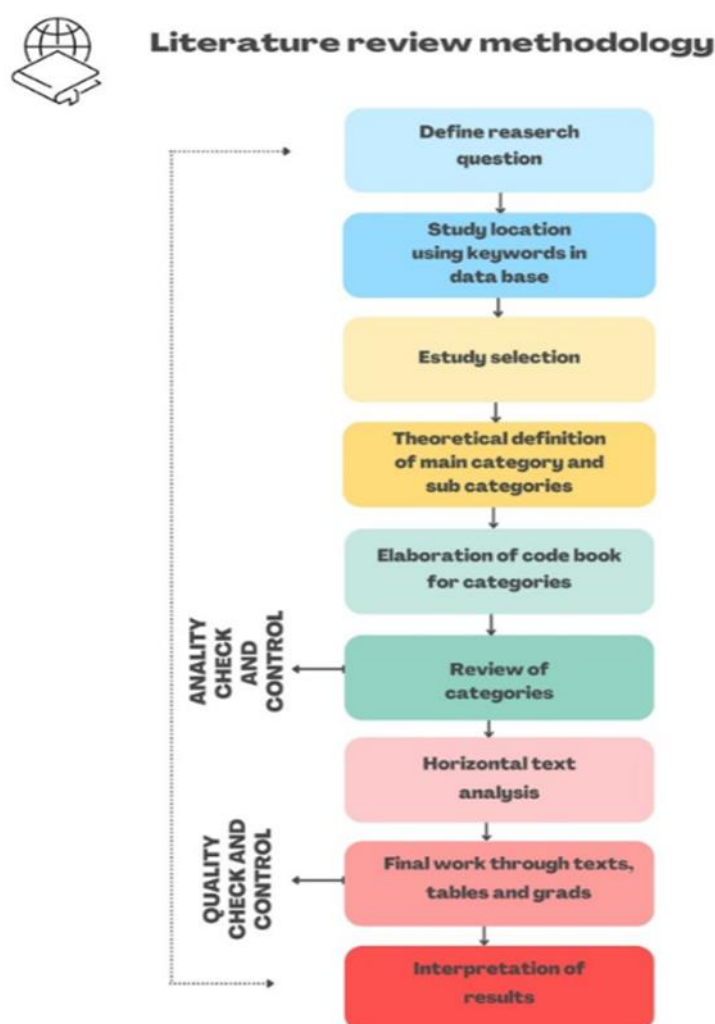 Literature review methodology
Define reaserch
question
Study location
using keywords in
data base
Estudy selection
Theoretical definition
of main category and
sub categories
Elaboration of code book
for categories
ANALITY
CHECK
AND
CONTROL
Review of
categories
Horizontal text
analysis
QUALITY
CHECK AND
CONTROL
Final work through texts,
tables and grads
Interpretation of
results